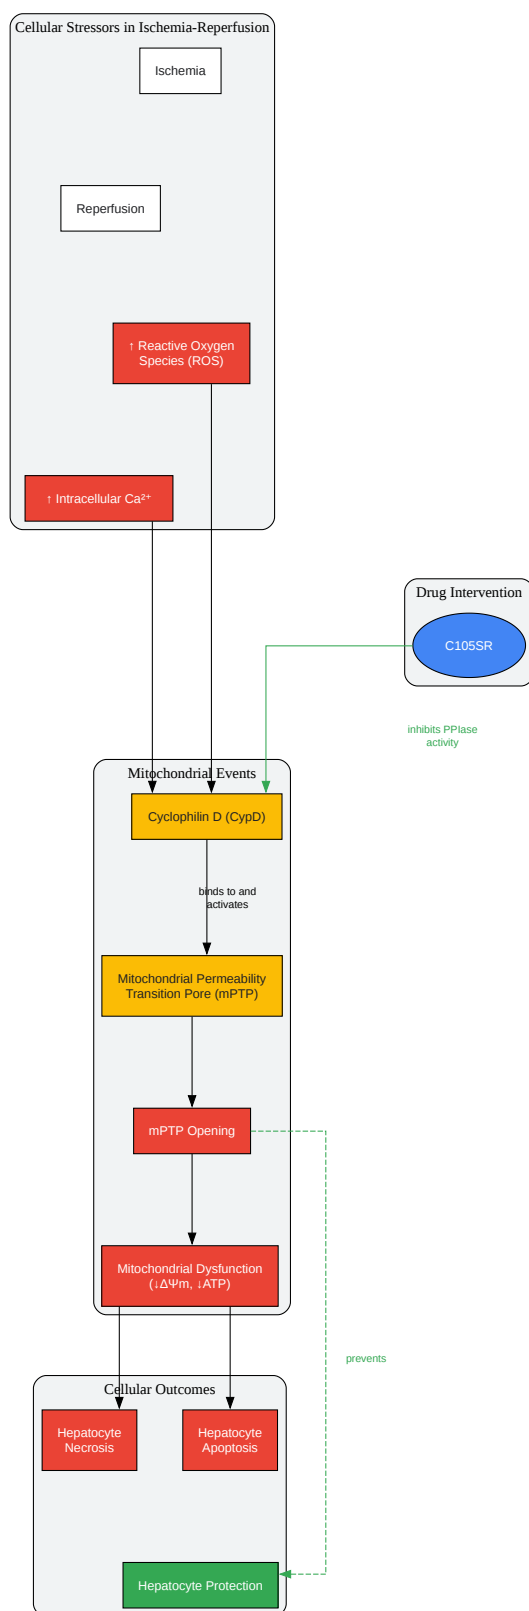 Cellular Stressors in Ischemia-Reperfusion
Ischemia
Reperfusion
↑ Reactive Oxygen
Species (ROS)
↑ Intracellular Ca²⁺
Drug Intervention
C105SR
inhibits PPIase
activity
Mitochondrial Events
Cyclophilin D (CypD)
binds to and
activates
Mitochondrial Permeability
Transition Pore (mPTP)
mPTP Opening
Mitochondrial Dysfunction
(↓ΔΨm, ↓ATP)
prevents
Cellular Outcomes
Hepatocyte
Necrosis
Hepatocyte
Apoptosis
Hepatocyte Protection